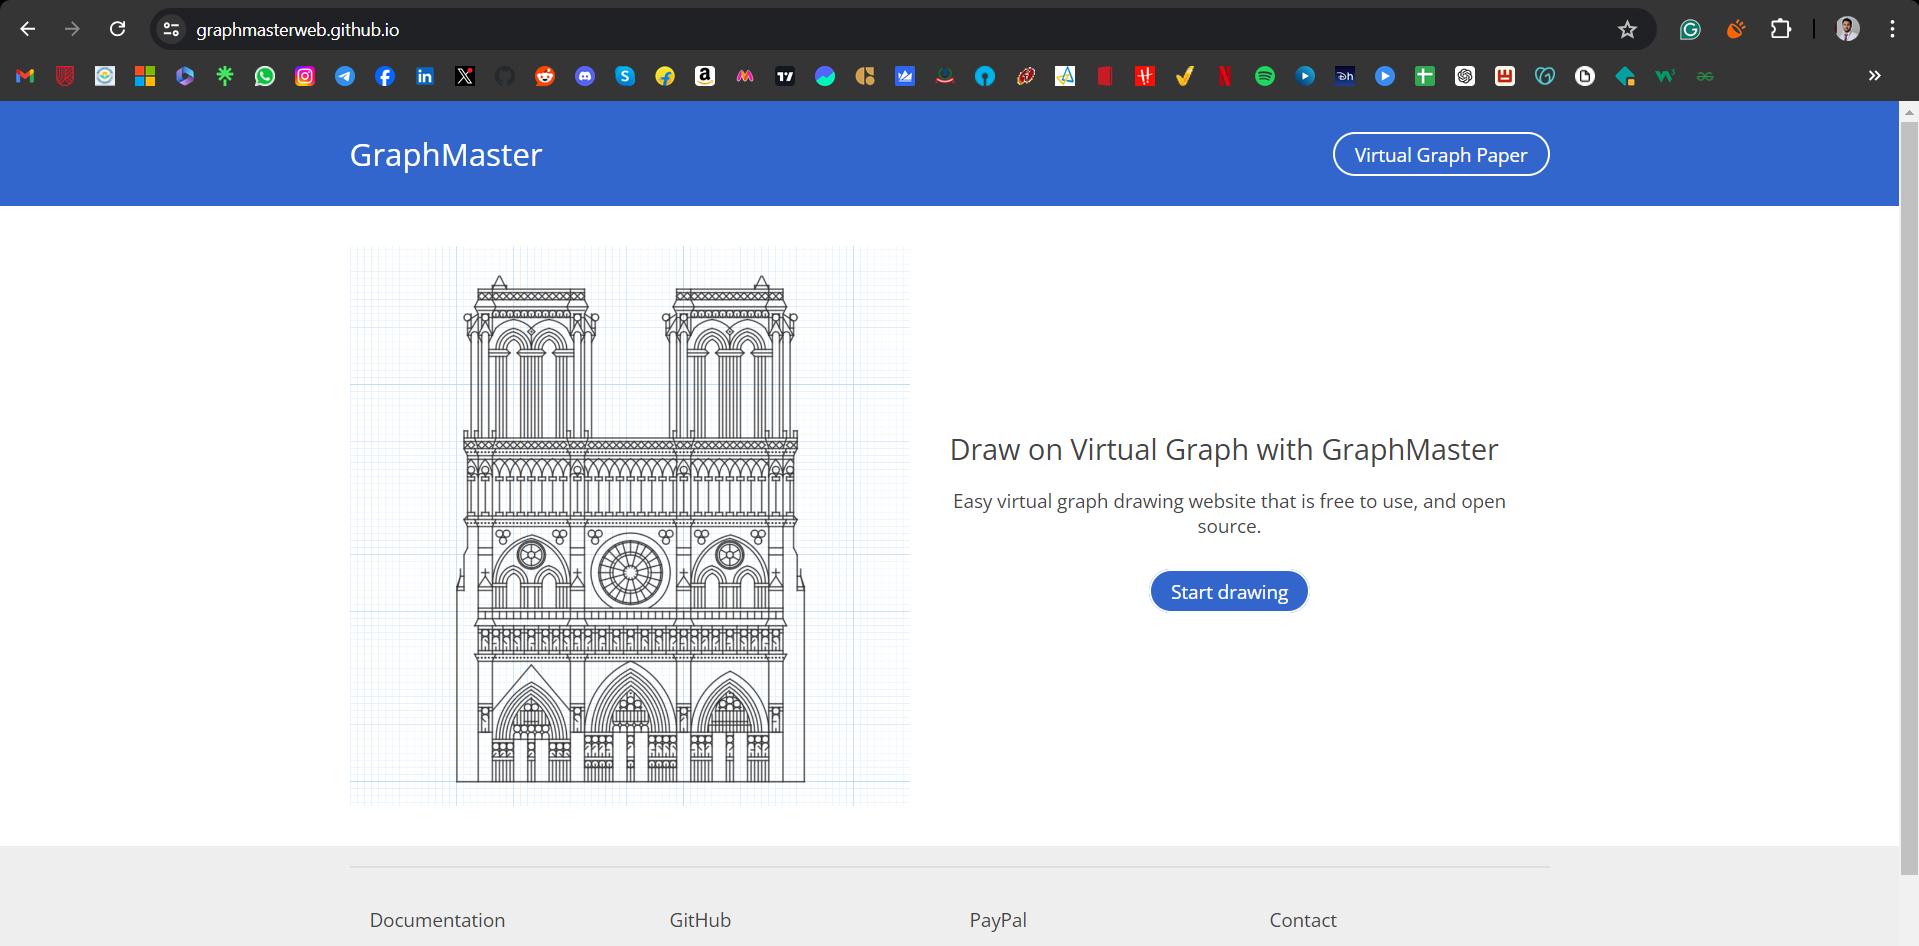 graphmasterweb.github.io
GraphMaster
Virtual Graph Paper
Draw on Virtual Graph with GraphMaster
Easy virtual graph drawing website that is free to use, and open
source.
Start drawing
Documentation
GitHub
PayPal
Contact